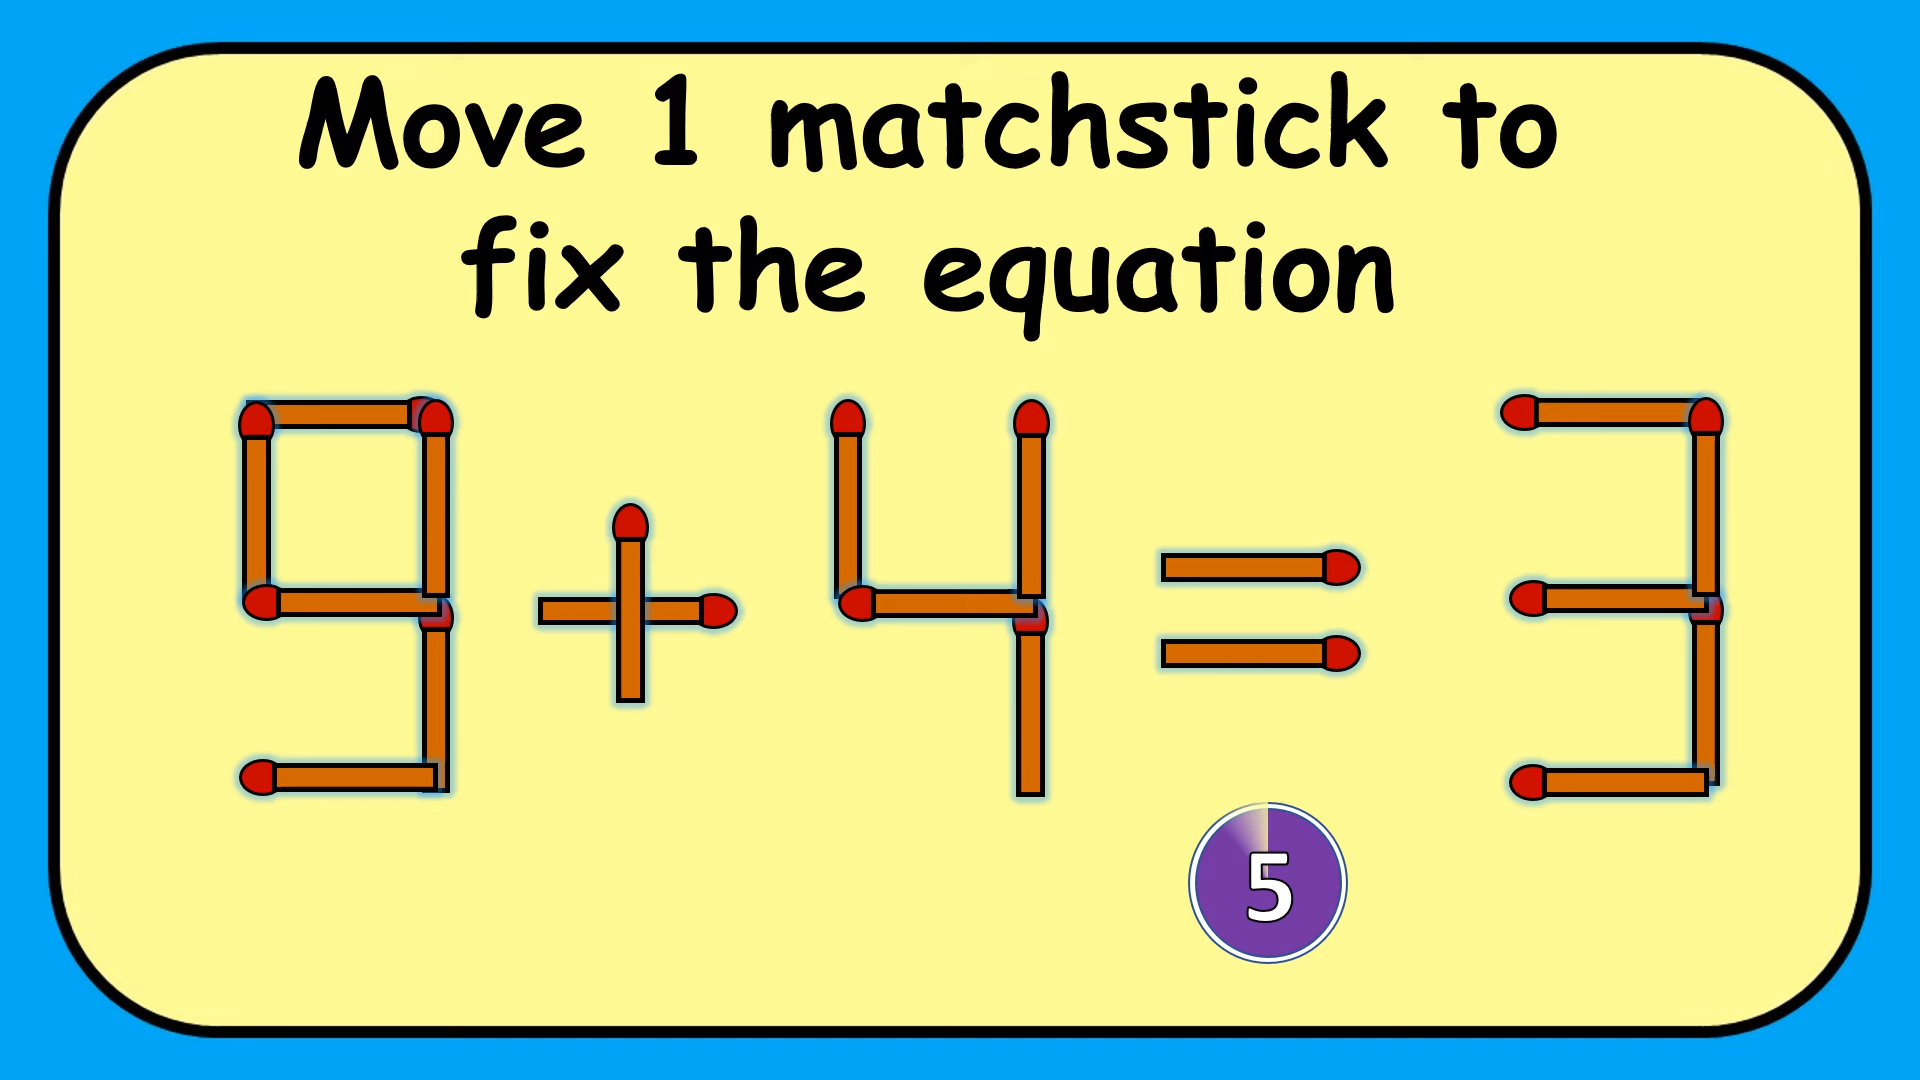 Move 1 matchstick to
fix the equation
9 + 4 = 3
5